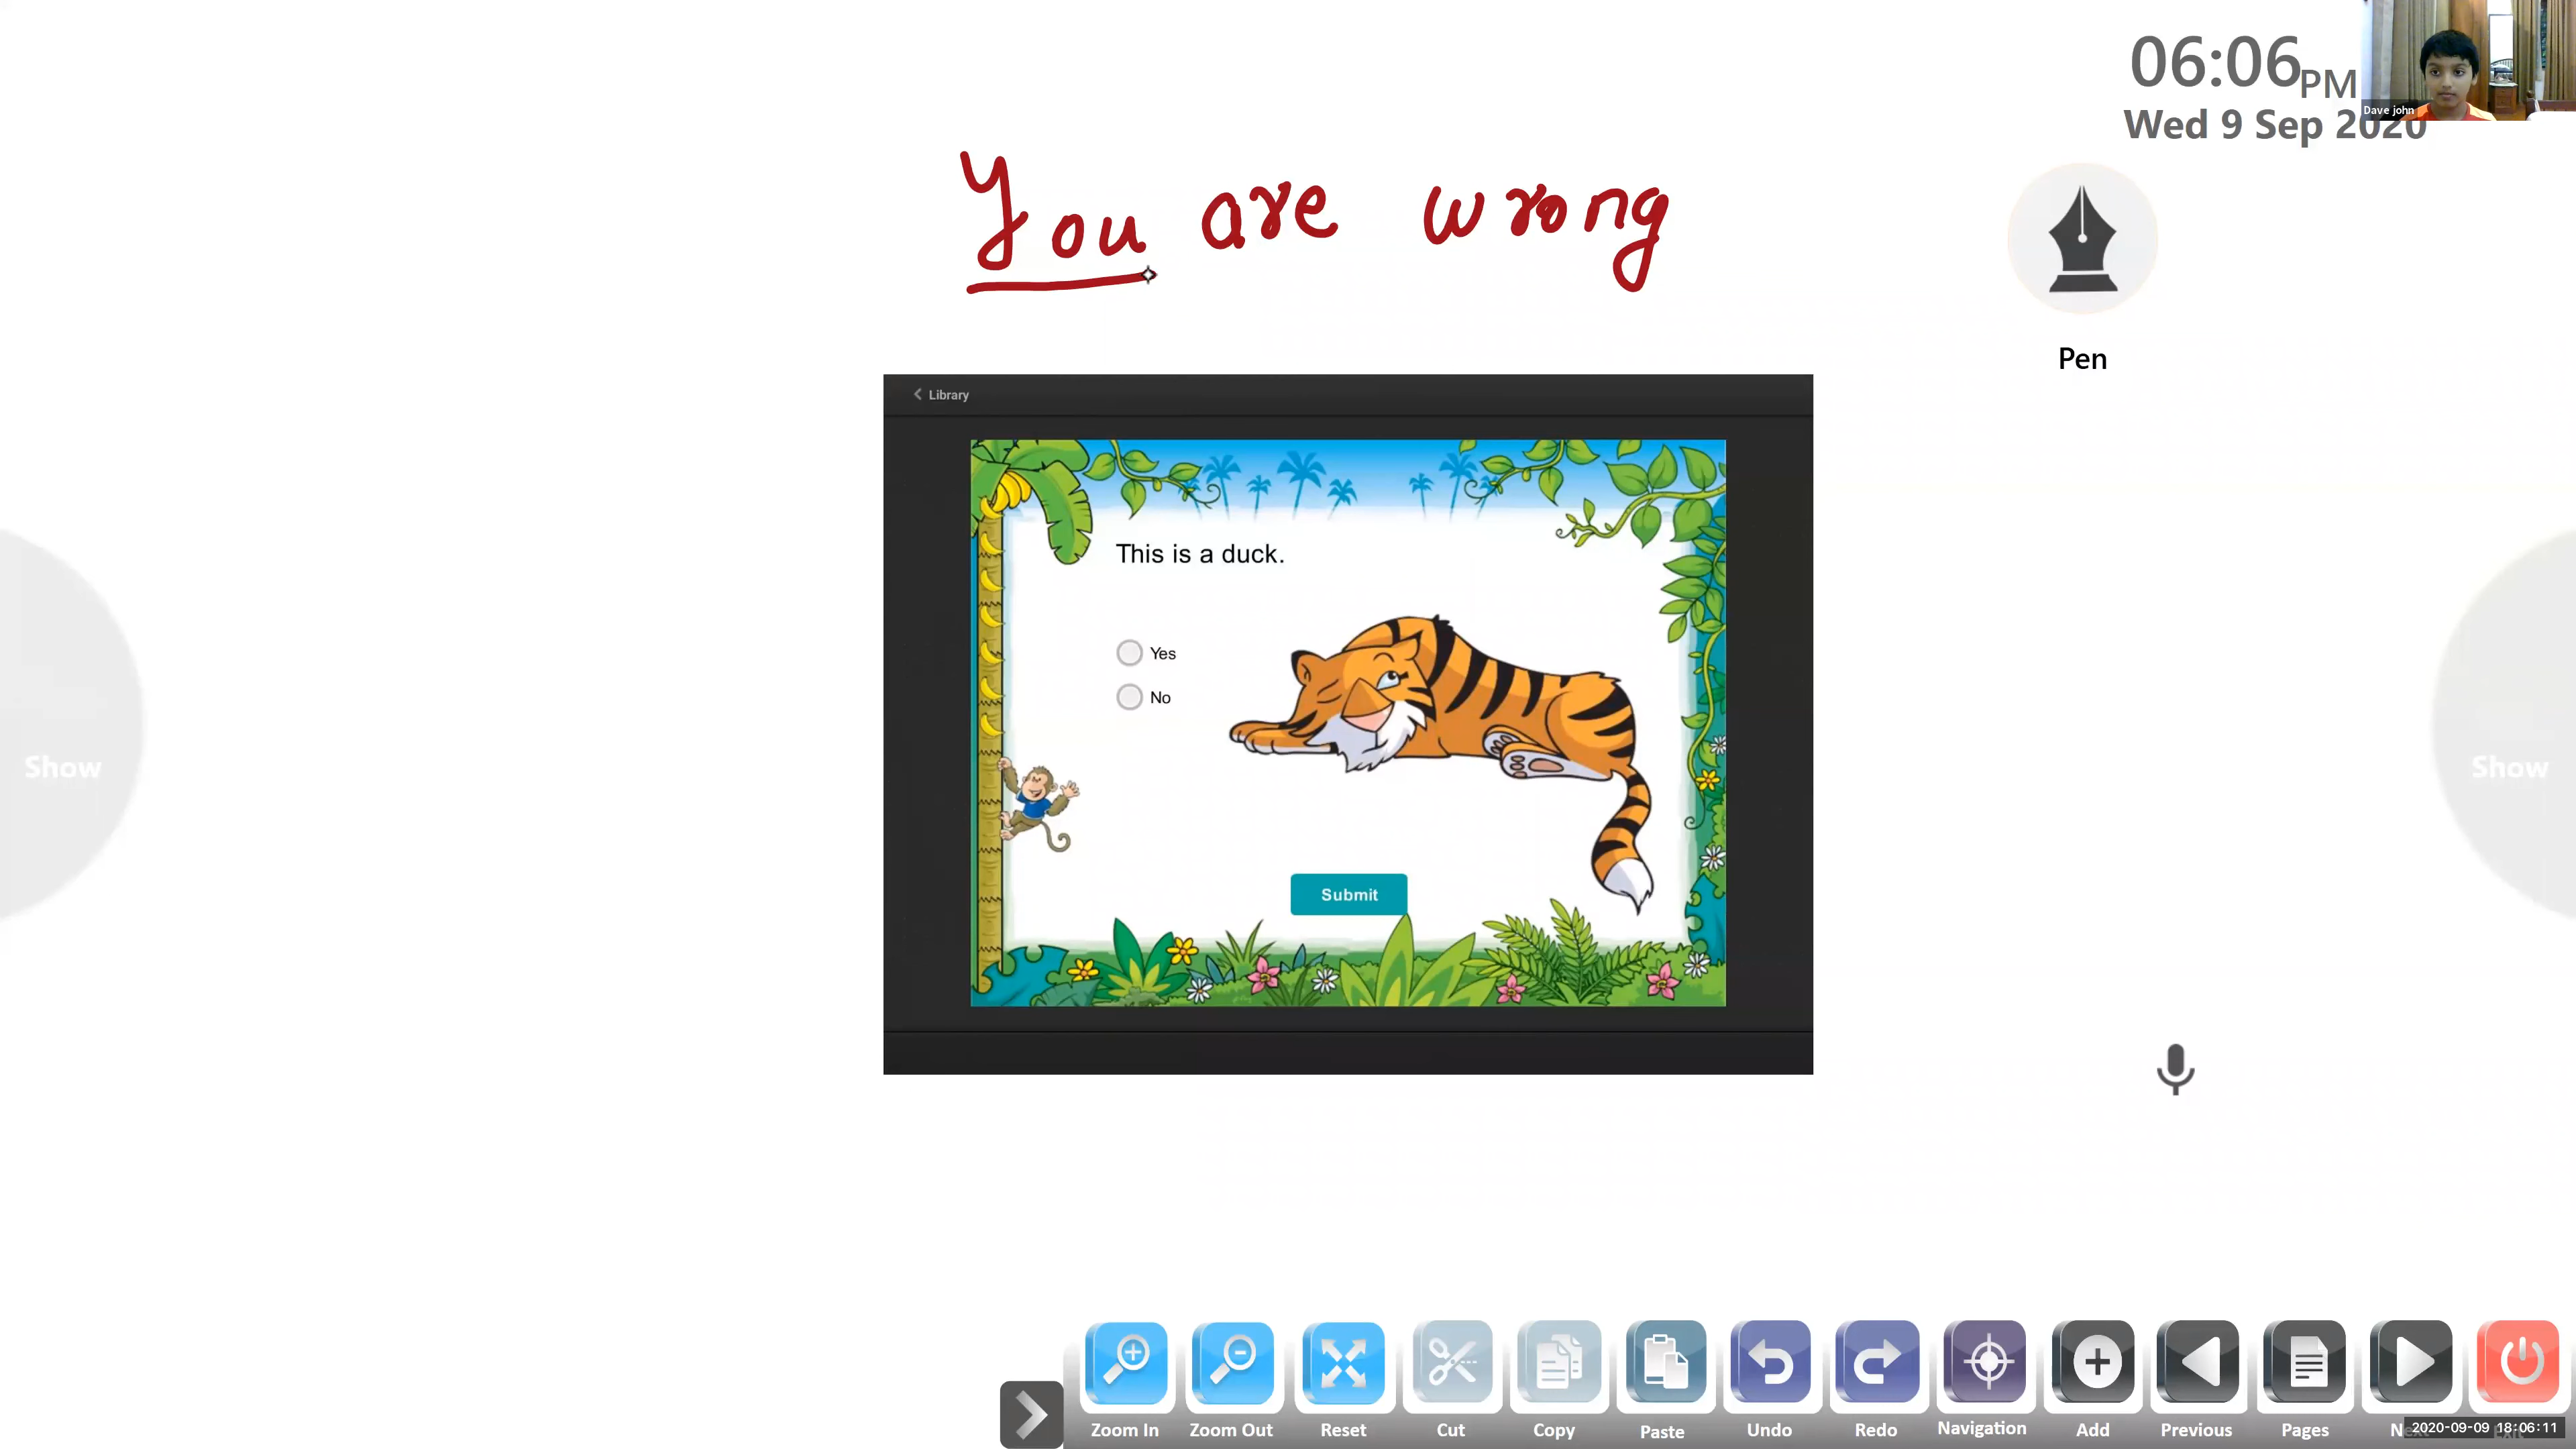 06:06PM
Dave john
Wed 9 Sep 2020
You are wrong
Pen
Library
This is a duck.
Yes
No
Submit
Show
Show
Zoom In
Zoom Out
Reset
Cut
Copy
Paste
Undo
Redo
Navigation
Add
Previous
Pages
2020-09-09 18:06:11